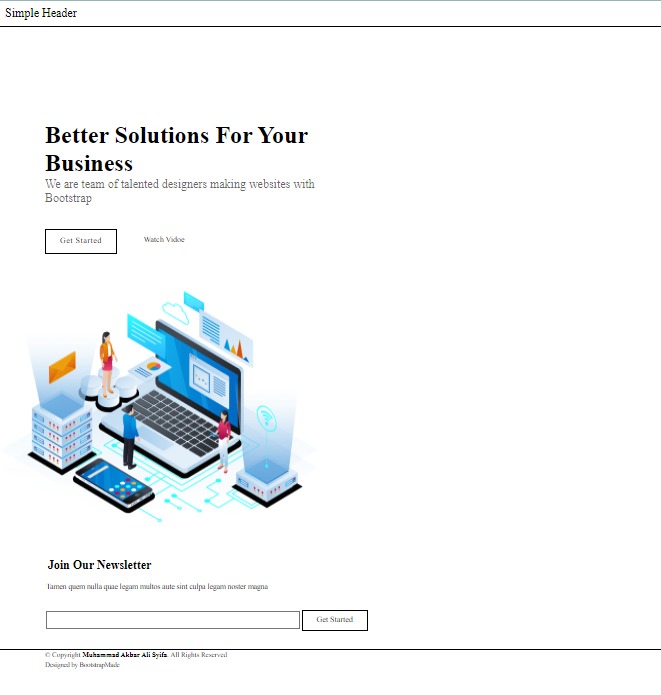 Simple Header
Better Solutions For Your
Business
We are team of talented designers making websites with
Bootstrap
Get Started
Watch Vidoe
Join Our Newsletter
Tamen quem nulla quae legam multos aute sint culpa legam noster magna
Get Started
© Copyright Muhammad Akbar Ali Syifa. All Rights Reserved
Designed by BootstrapMade